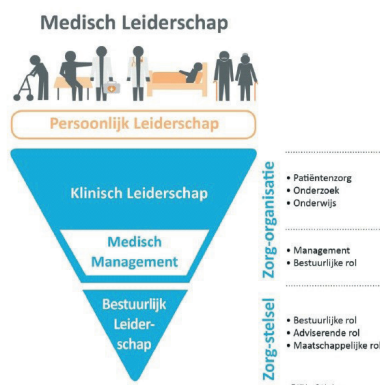 Medisch Leiderschap
Persoonlijk Leiderschap
Klinisch Leiderschap
Medisch
Management
Bestuurlijk
Leider-
schap
Zorg-organisatie
• Patiëntenzorg
• Onderzoek
• Onderwijs
• Management
• Bestuurlijke rol
Zorg-stelsel
• Bestuurlijke rol
• Adviserende rol
• Maatschappelijke rol